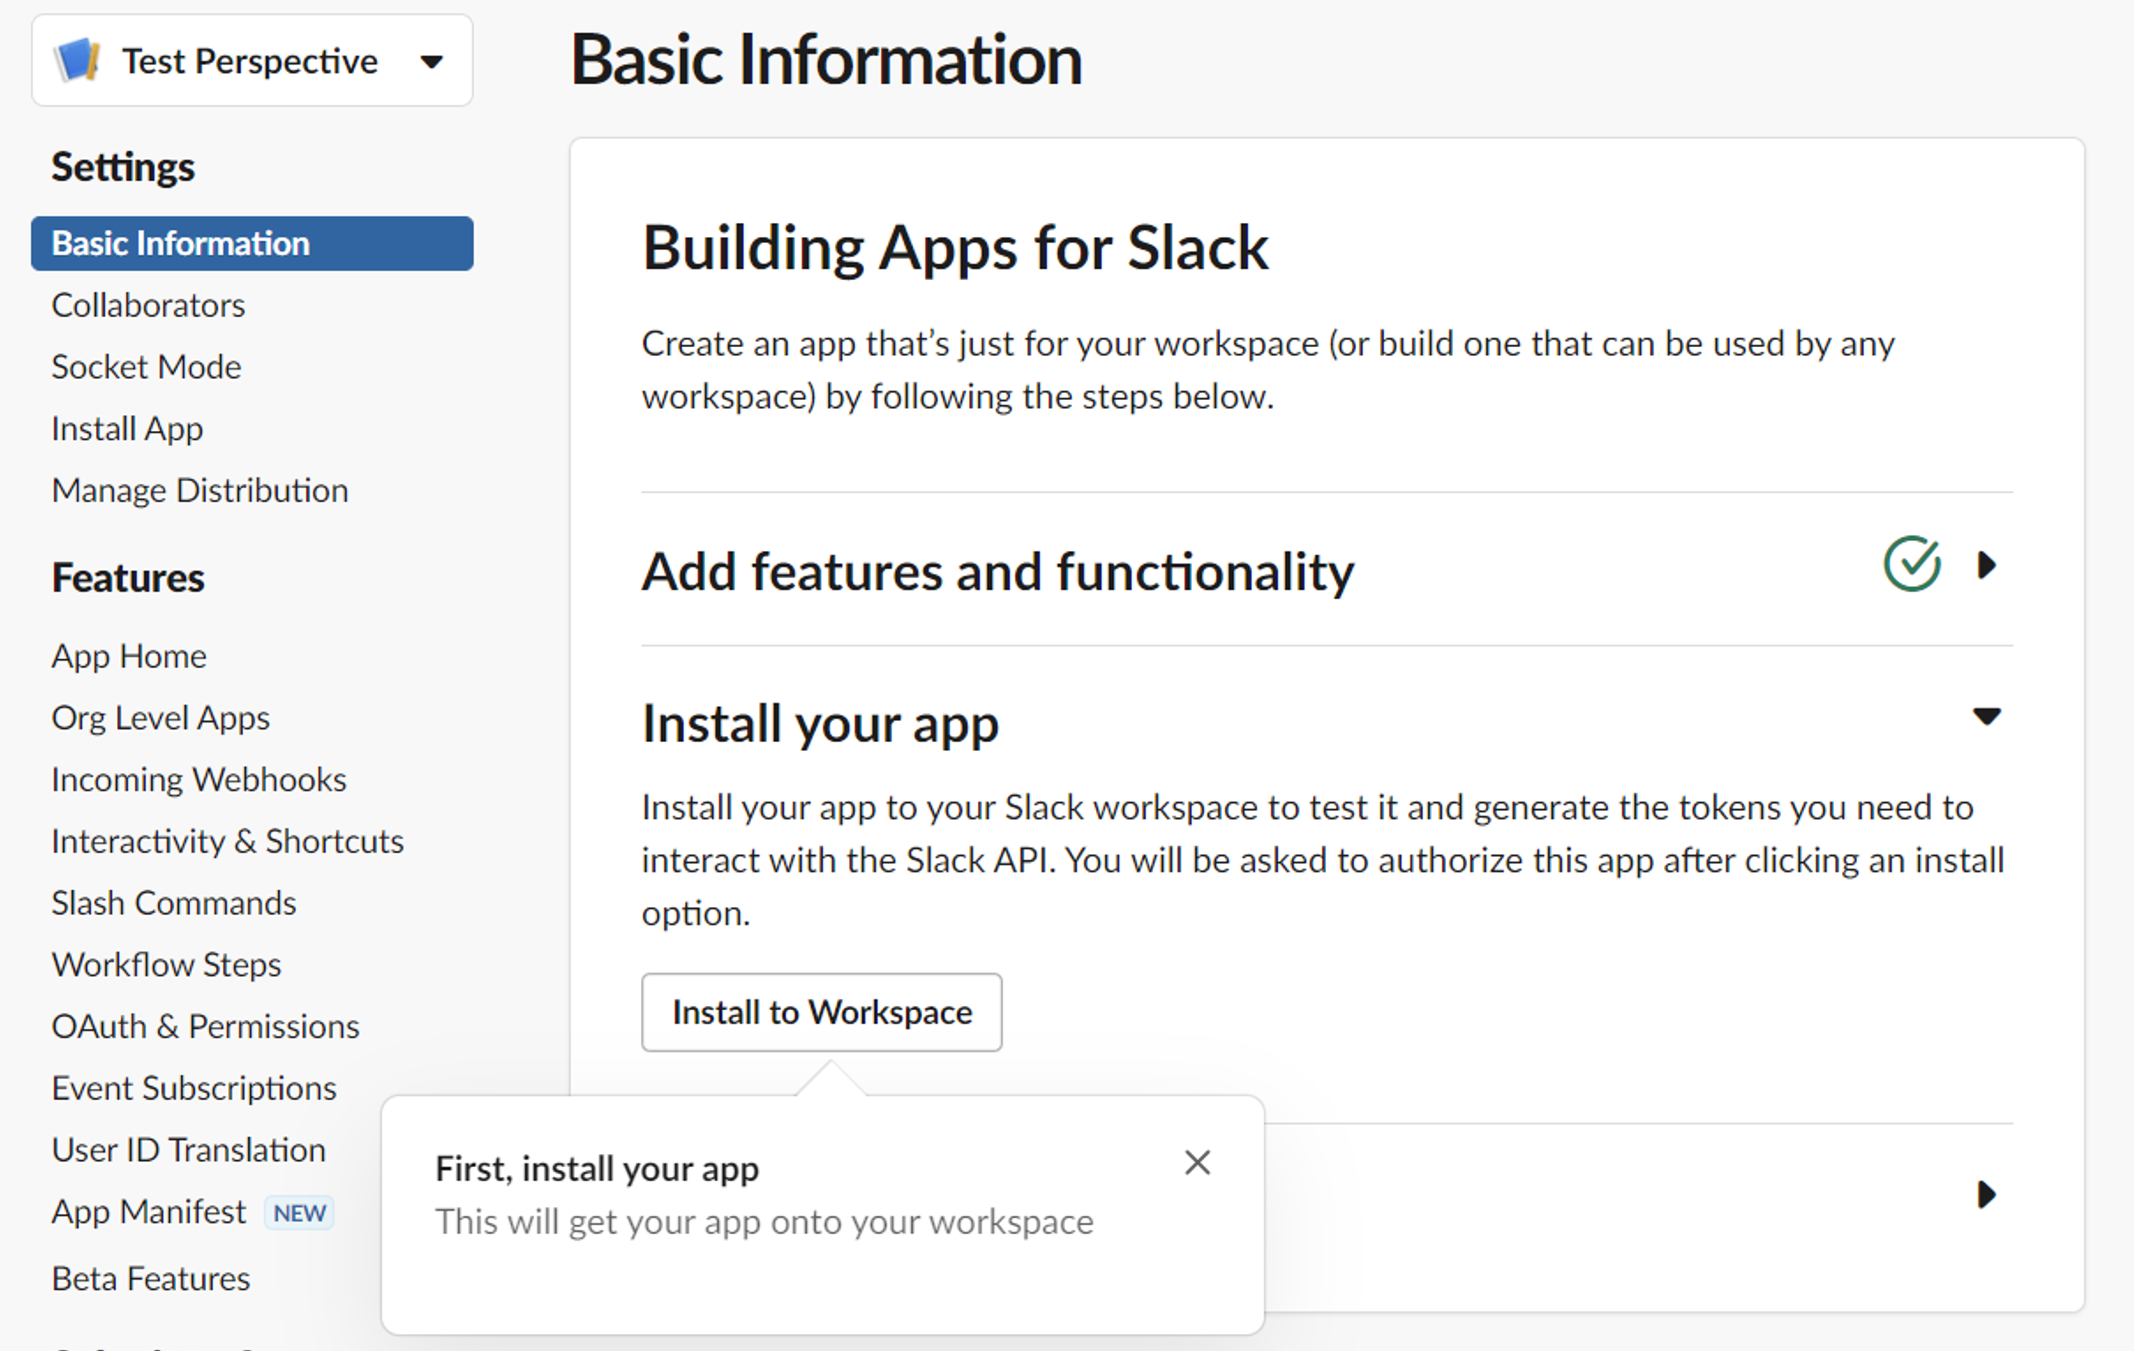 Test Perspective
Settings
Basic Information
Collaborators
Socket Mode
Install App
Manage Distribution
Features
App Home
Org Level Apps
Incoming Webhooks
Interactivity & Shortcuts
Slash Commands
Workflow Steps
OAuth & Permissions
Event Subscriptions
User ID Translation
App Manifest NEW
Beta Features
Basic Information
Building Apps for Slack
Create an app that’s just for your workspace (or build one that can be used by any
workspace) by following the steps below.
Add features and functionality
Install your app
Install your app to your Slack workspace to test it and generate the tokens you need to
interact with the Slack API. You will be asked to authorize this app after clicking an install
option.
Install to Workspace
First, install your app
This will get your app onto your workspace